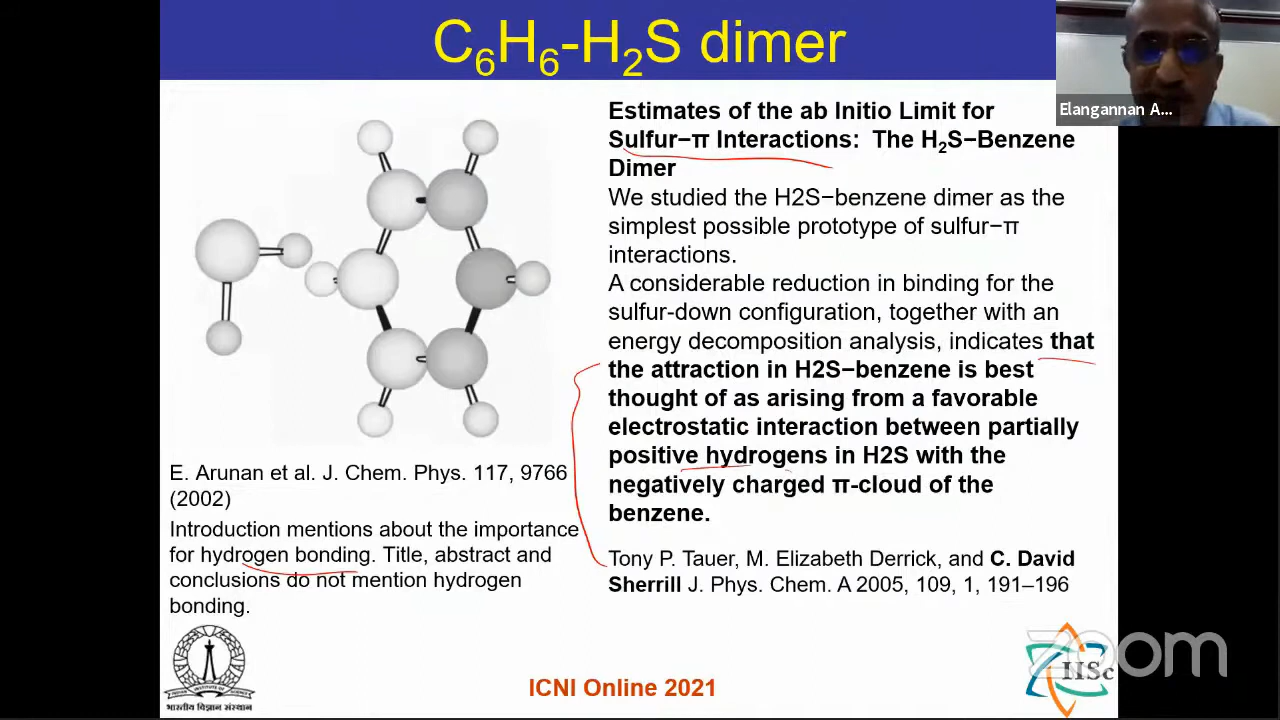 C₆H₆-H₂S dimer
Elangannan A...
Estimates of the ab Initio Limit for
Sulfur−π Interactions: The H₂S−Benzene
Dimer
We studied the H2S−benzene dimer as the
simplest possible prototype of sulfur−π
interactions.
A considerable reduction in binding for the
sulfur-down configuration, together with an
energy decomposition analysis, indicates that
the attraction in H2S−benzene is best
thought of as arising from a favorable
electrostatic interaction between partially
positive hydrogens in H2S with the
negatively charged π-cloud of the
benzene.
Tony P. Tauer, M. Elizabeth Derrick, and C. David
Sherrill J. Phys. Chem. A 2005, 109, 1, 191–196
E. Arunan et al. J. Chem. Phys. 117, 9766
(2002)
Introduction mentions about the importance
for hydrogen bonding. Title, abstract and
conclusions do not mention hydrogen
bonding.
भारतीय विज्ञान संस्थान
ICNI Online 2021
IISc
zoom